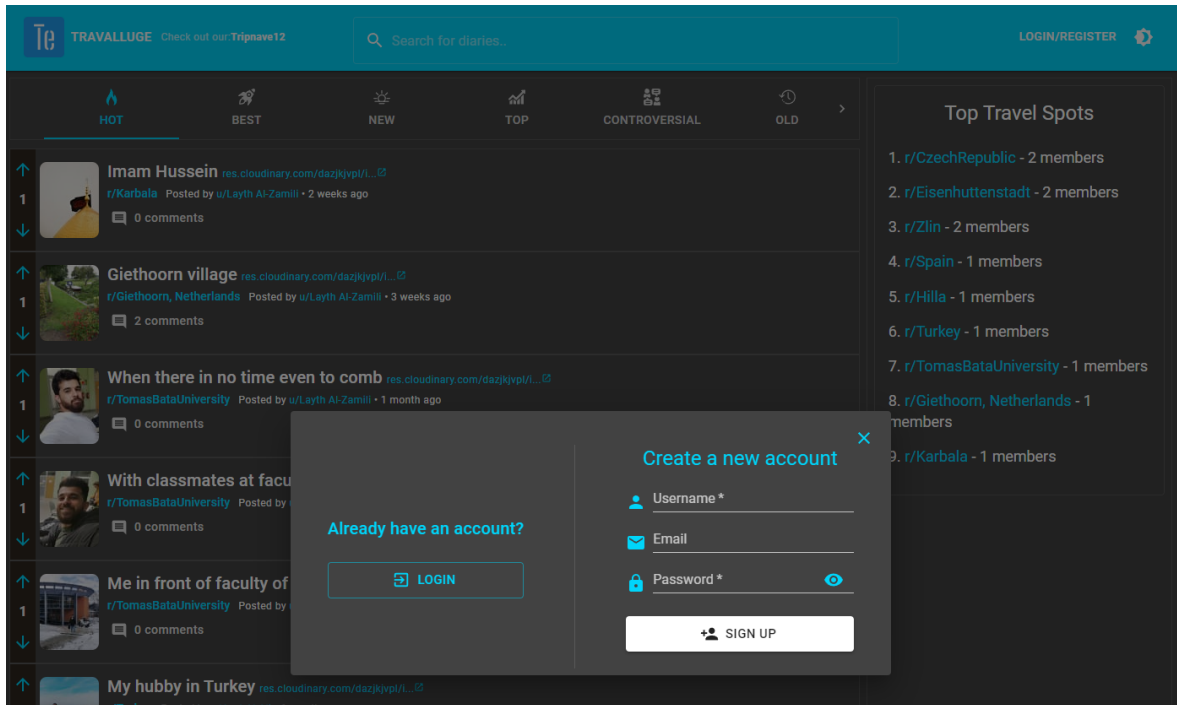 Te TRAVALLUGE Check out our:Tripnave12
Search for diaries..
LOGIN/REGISTER
HOT BEST NEW TOP CONTROVERSIAL OLD
Imam Hussein res.cloudinary.com/dazjkjvpl/i...
1
r/Karbala Posted by u/Layth Al-Zamili • 2 weeks ago
0 comments
Giethoorn village res.cloudinary.com/dazjkjvpl/i...
1
r/Giethoorn, Netherlands Posted by u/Layth Al-Zamili • 3 weeks ago
2 comments
When there in no time even to comb res.cloudinary.com/dazjkjvpl/i...
1
r/TomasBataUniversity Posted by u/Layth Al-Zamili • 1 month ago
0 comments
With classmates at facu
1
r/TomasBataUniversity Posted by
0 comments
Me in front of faculty of
1
r/TomasBataUniversity Posted by
0 comments
My hubby in Turkey res.cloudinary.com/dazjkjvpl/i...
Top Travel Spots
1. r/CzechRepublic - 2 members
2. r/Eisenhuttenstadt - 2 members
3. r/Zlin - 2 members
4. r/Spain - 1 members
5. r/Hilla - 1 members
6. r/Turkey - 1 members
7. r/TomasBataUniversity - 1 members
8. r/Giethoorn, Netherlands - 1
members
9. r/Karbala - 1 members
Already have an account?
LOGIN
Create a new account
Username *
Email
Password *
SIGN UP